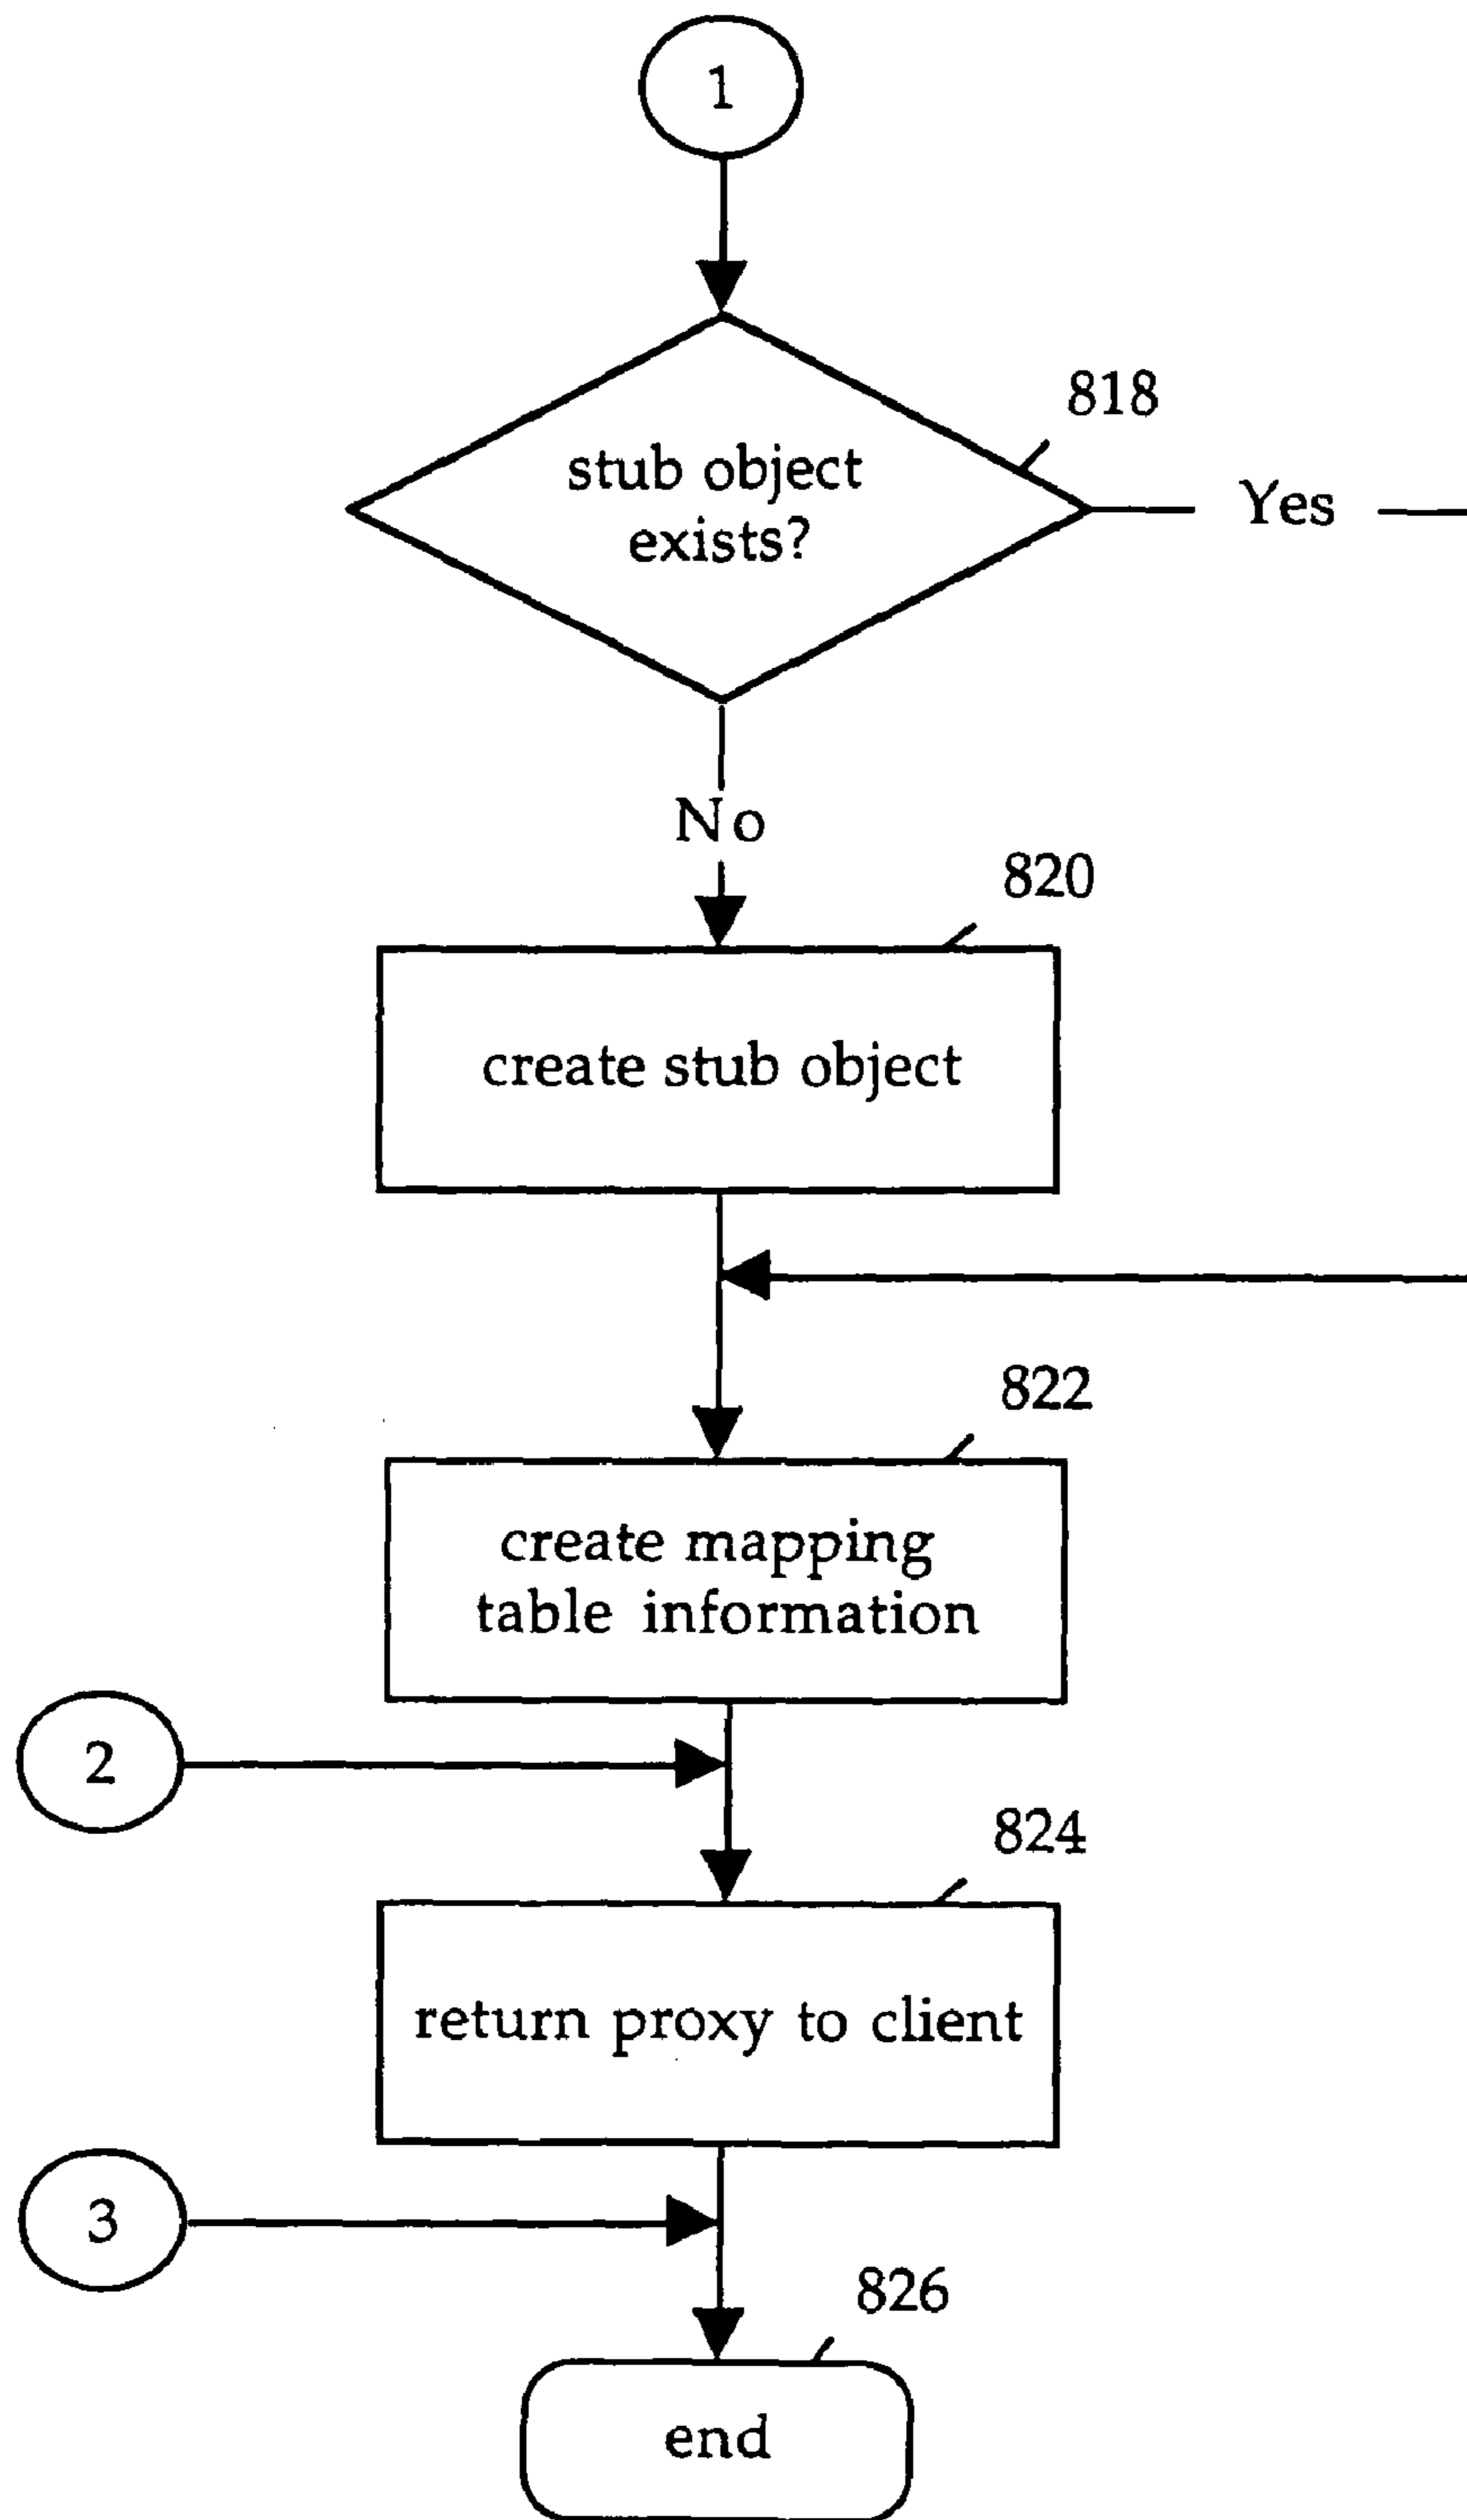 1
818
stub object
exists?
Yes
No
820
create stub object
822
create mapping
table information
2
824
return proxy to client
3
826
end